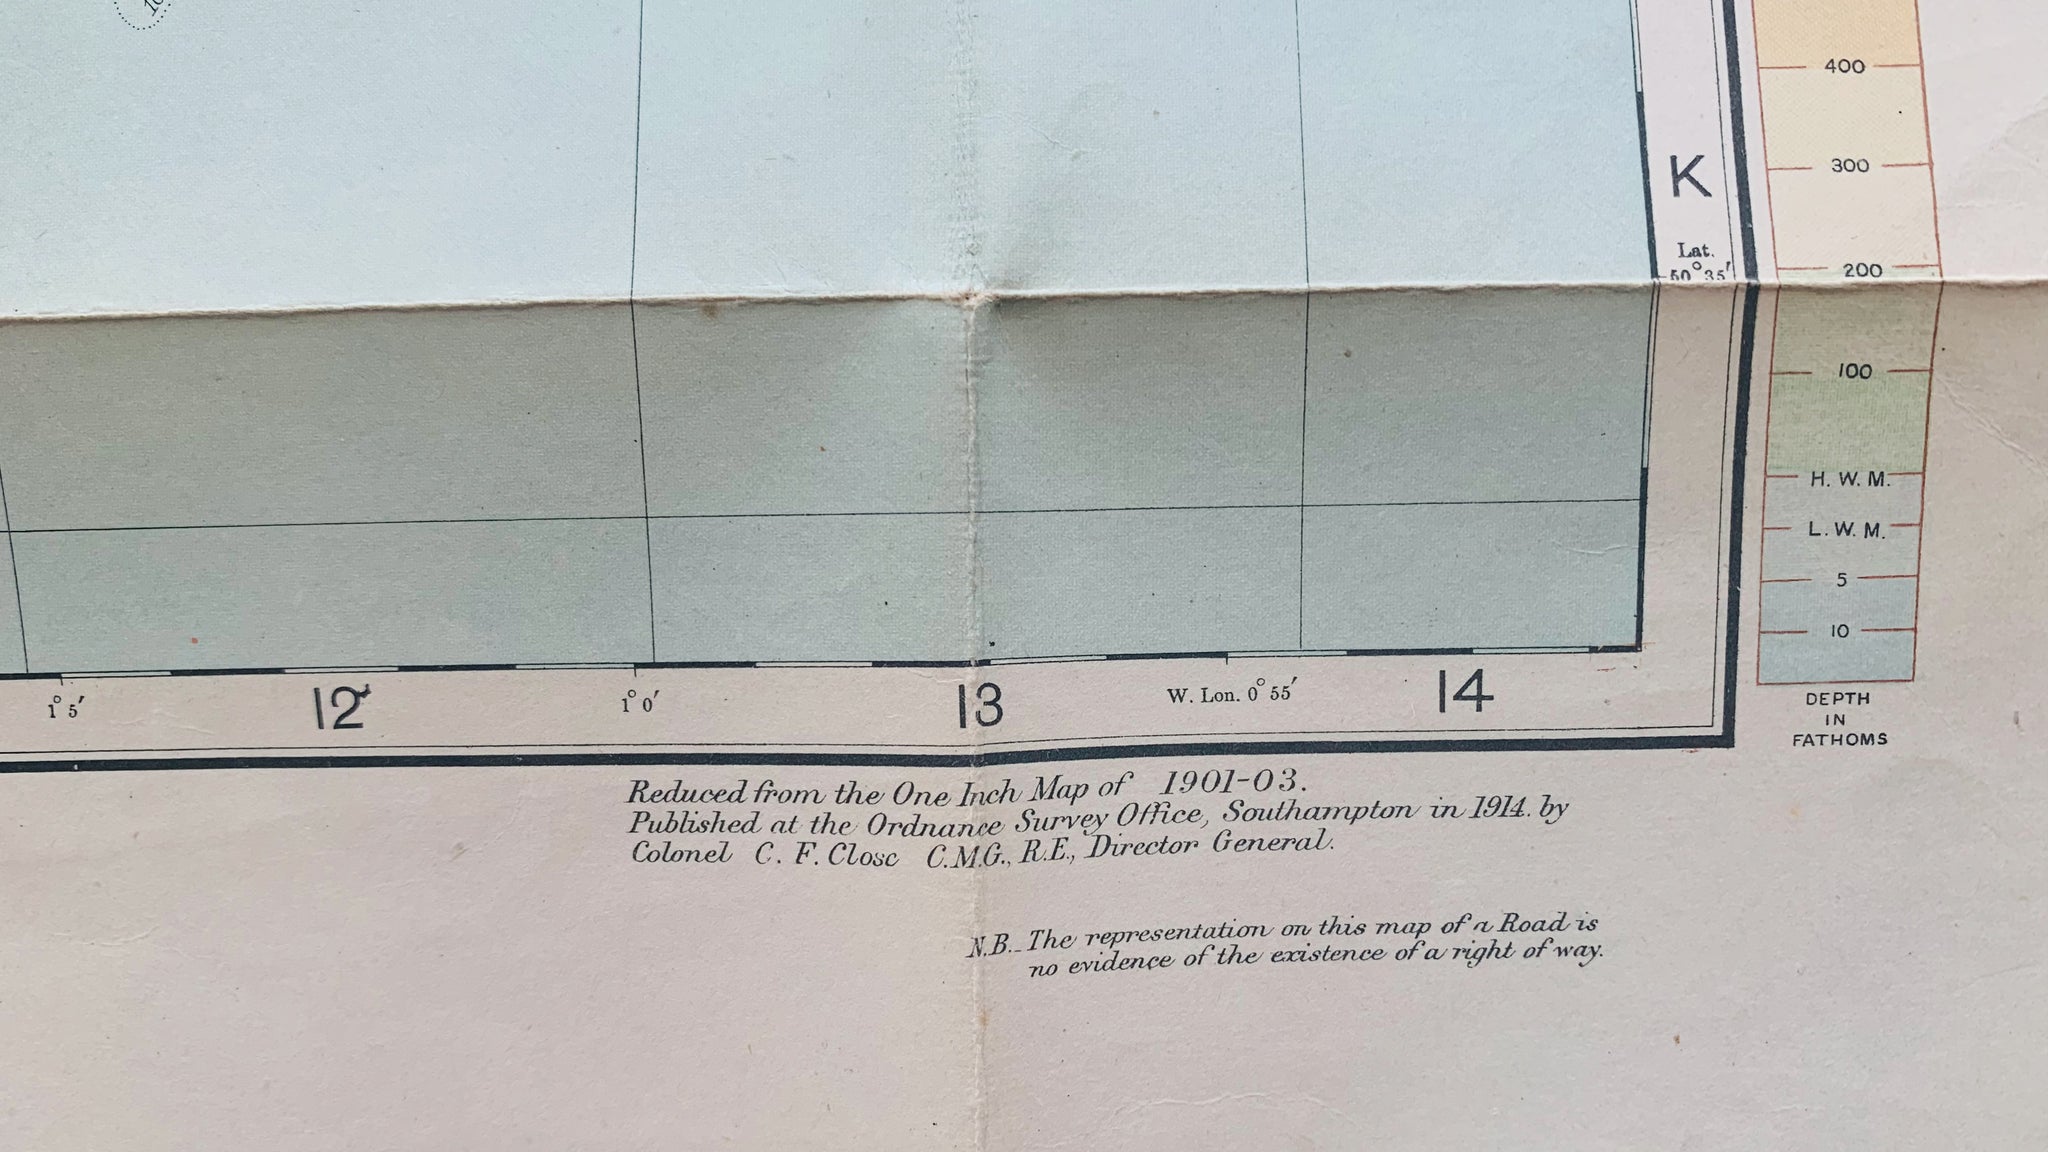 400
300
K
Lat.
50° 35′
200
100
H. W. M.
L. W. M.
5
10
1° 5′
12
1° 0′
13
W. Lon. 0° 55′
14
DEPTH
IN
FATHOMS
Reduced from the One Inch Map of 1901-03.
Published at the Ordnance Survey Office, Southampton in 1914. by
Colonel C. F. Close C.M.G., R.E., Director General.
N.B._ The representation on this map of a Road is
no evidence of the existence of a right of way.